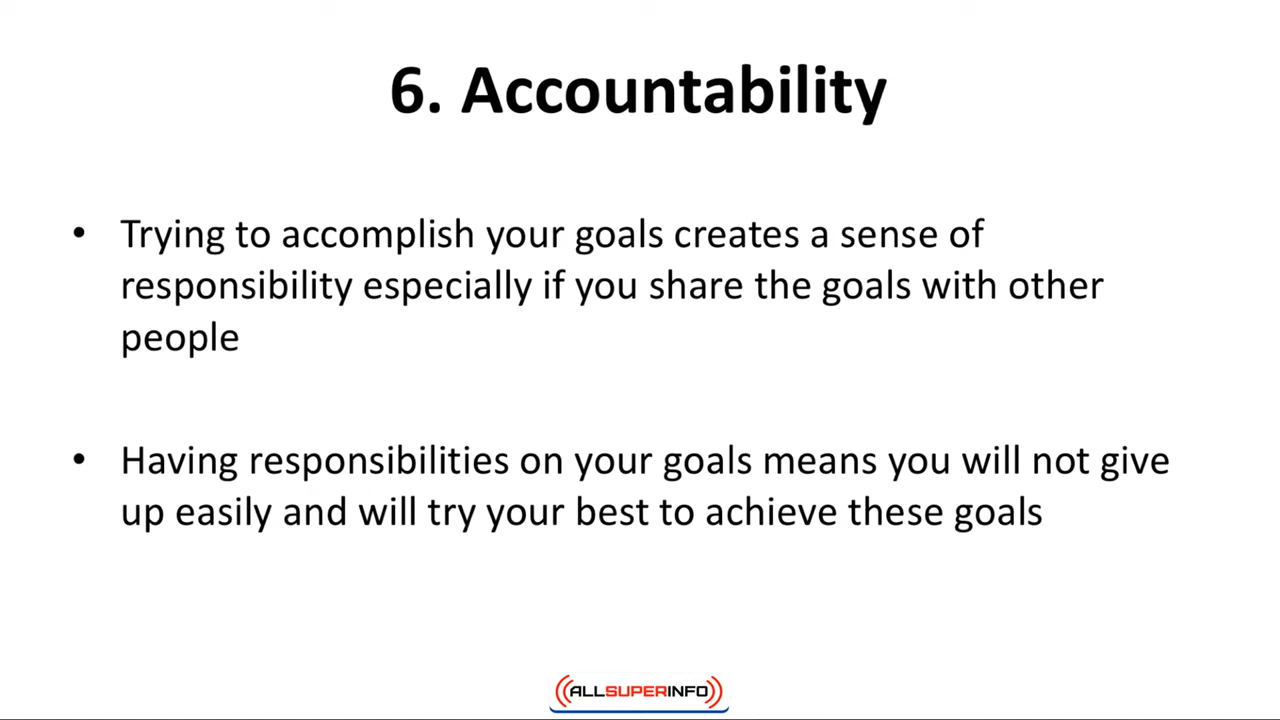 6. Accountability
• Trying to accomplish your goals creates a sense of
responsibility especially if you share the goals with other
people
• Having responsibilities on your goals means you will not give
up easily and will try your best to achieve these goals
ALLSUPERINFO